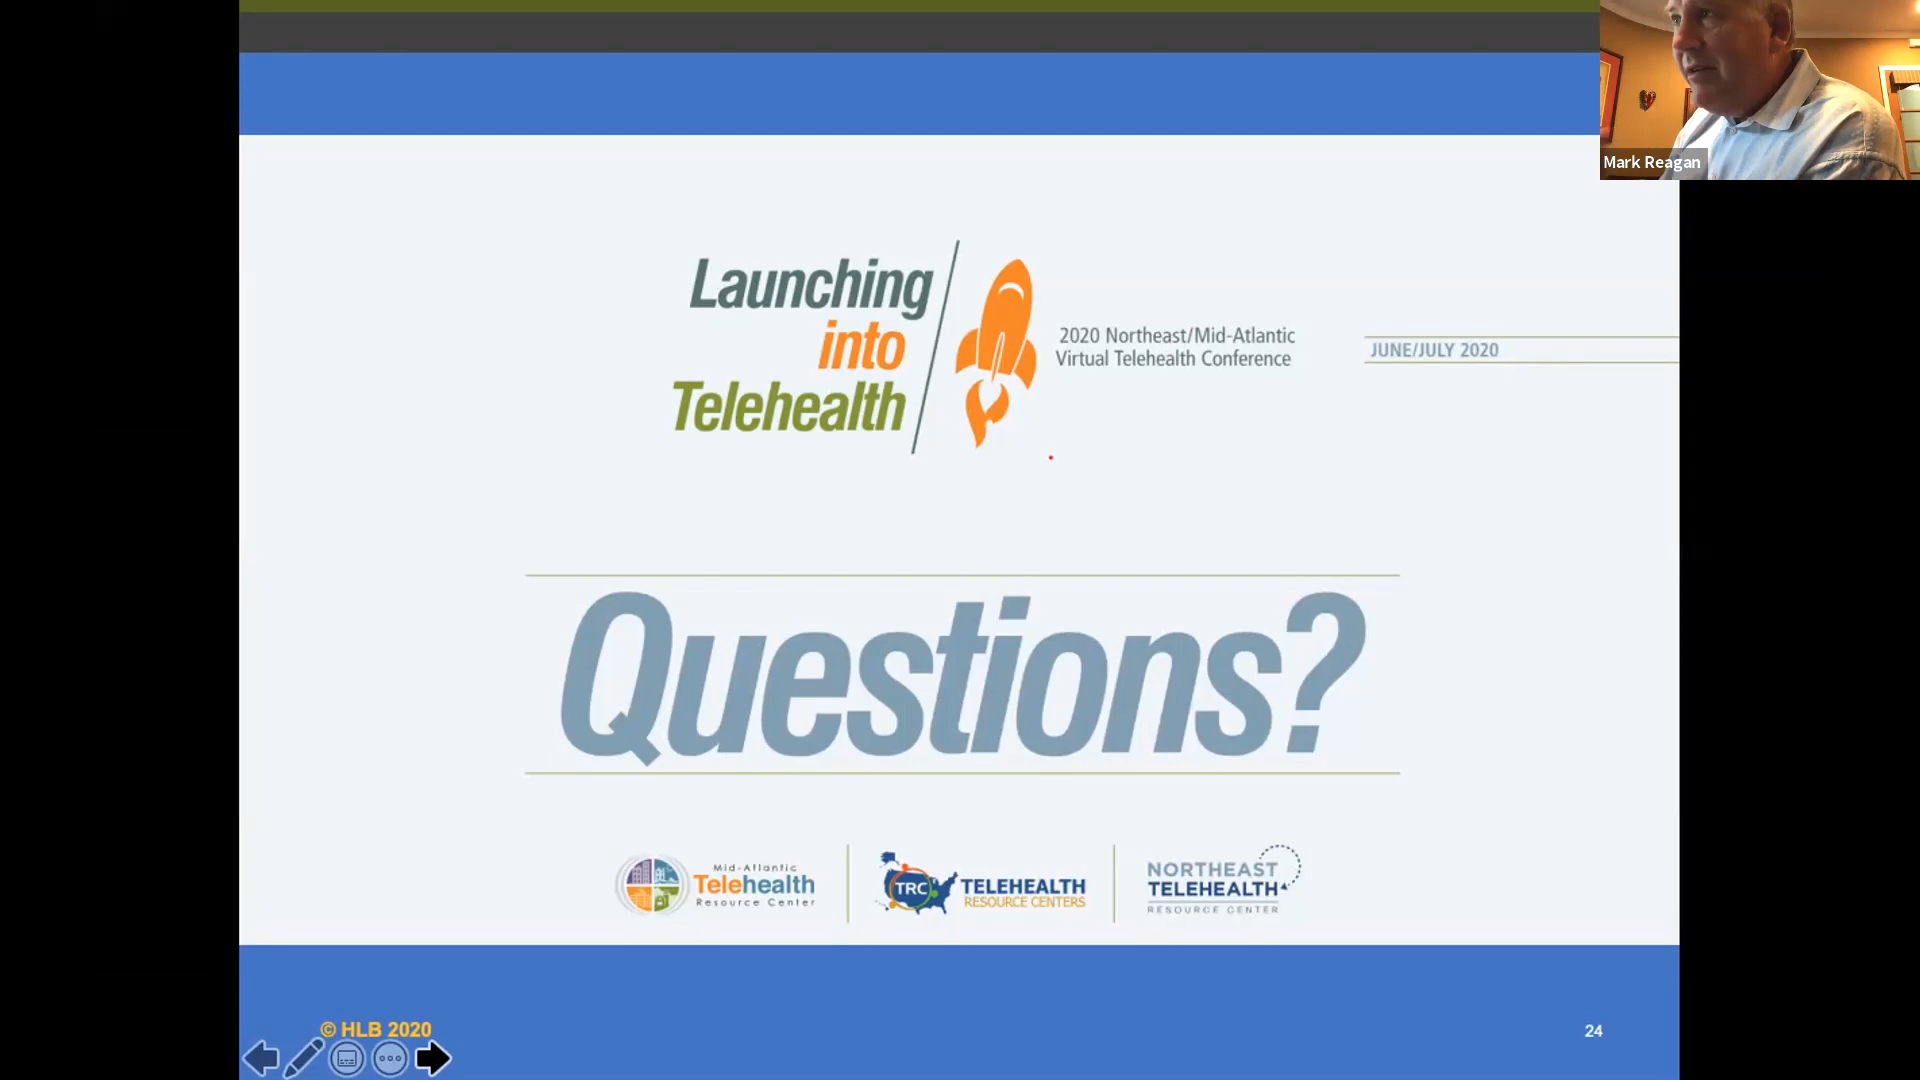 Mark Reagan
Launching
into
Telehealth
2020 Northeast/Mid-Atlantic
Virtual Telehealth Conference
JUNE/JULY 2020
Questions?
Mid-Atlantic
Telehealth
Resource Center
TRC
TELEHEALTH
RESOURCE CENTERS
NORTHEAST
TELEHEALTH
RESOURCE CENTER
© HLB 2020
24